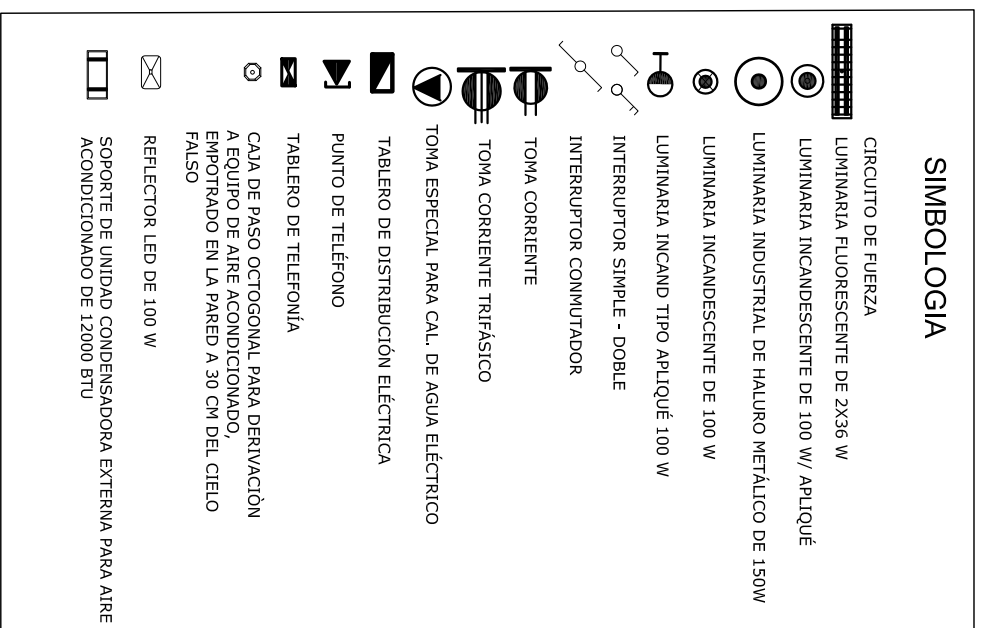 SIMBOLOGIA
CIRCUITO DE FUERZA
LUMINARIA FLUORESCENTE DE 2X36 W
LUMINARIA INCANDESCENTE DE 100 W/ APLIQUÉ
LUMINARIA INDUSTRIAL DE HALURO METÁLICO DE 150W
LUMINARIA INCANDESCENTE DE 100 W
LUMINARIA INCAND TIPO APLIQUÉ 100 W
INTERRUPTOR SIMPLE - DOBLE
INTERRUPTOR CONMUTADOR
TOMA CORRIENTE
TOMA CORRIENTE TRIFÁSICO
TOMA ESPECIAL PARA CAL. DE AGUA ELÉCTRICO
TABLERO DE DISTRIBUCIÓN ELÉCTRICA
PUNTO DE TELÉFONO
TABLERO DE TELEFONÍA
CAJA DE PASO OCTOGONAL PARA DERIVACIÒN
A EQUIPO DE AIRE ACONDICIONADO,
EMPOTRADO EN LA PARED A 30 CM DEL CIELO
FALSO
REFLECTOR LED DE 100 W
SOPORTE DE UNIDAD CONDENSADORA EXTERNA PARA AIRE
ACONDICIONADO DE 12000 BTU